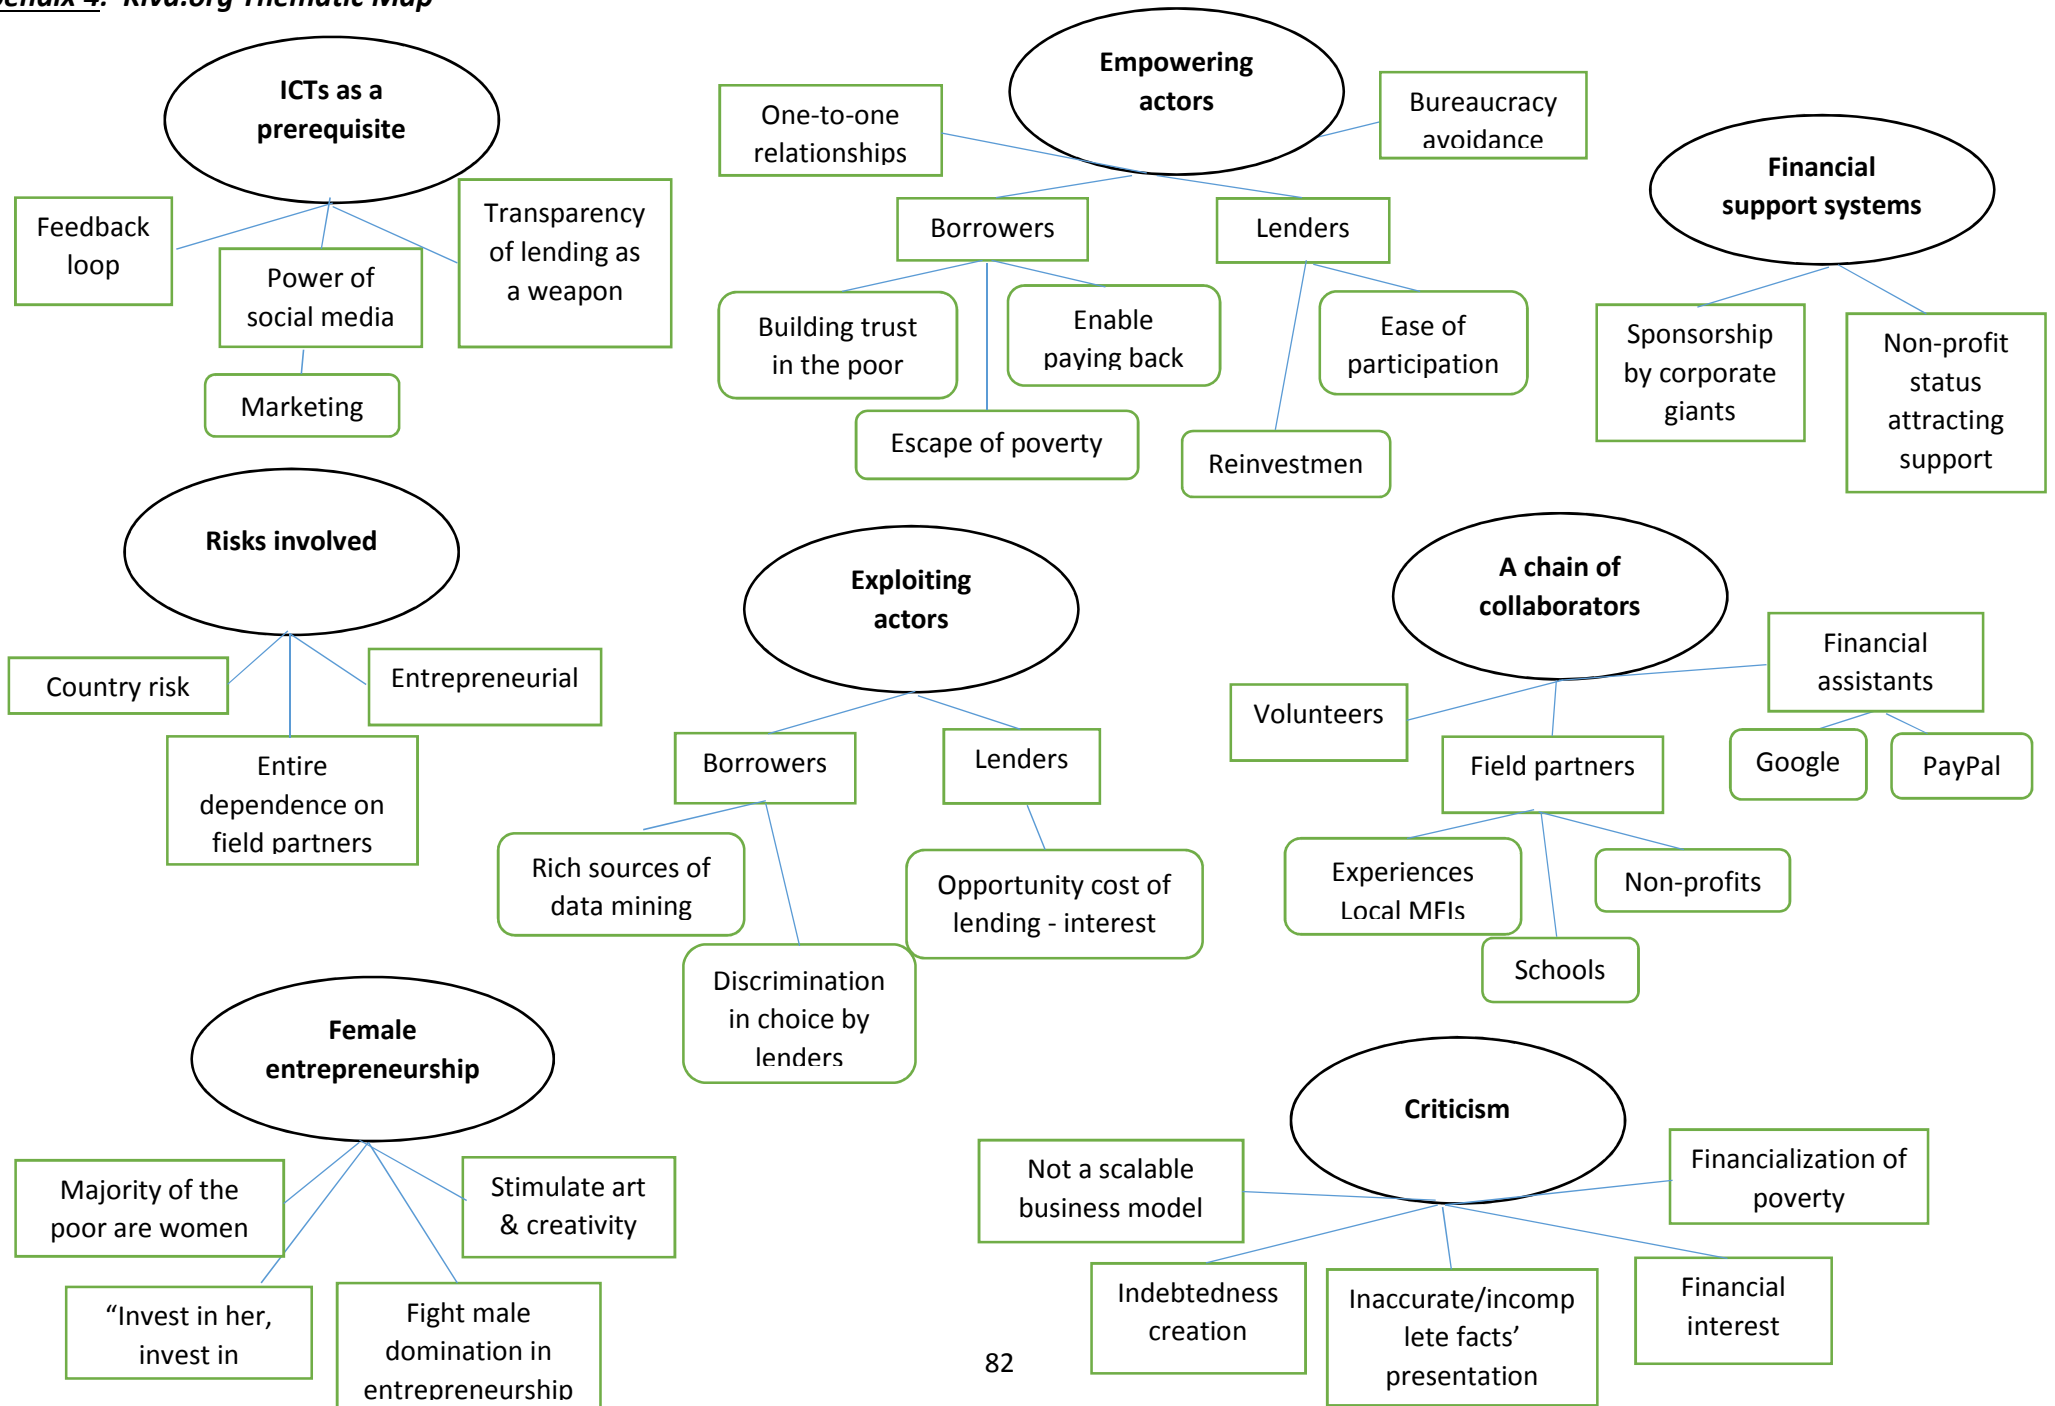 4: Kiva.org Thematic Map
ICTs as a
prerequisite
Feedback
loop
Power of
social media
Transparency
of lending as
a weapon
Marketing
Empowering
actors
One-to-one
relationships
Bureaucracy
avoidance
Borrowers
Lenders
Building trust
in the poor
Enable
paying back
Escape of poverty
Ease of
participation
Reinvestmen
Financial
support systems
Sponsorship
by corporate
giants
Non-profit
status
attracting
support
Risks involved
Country risk
Entrepreneurial
Entire
dependence on
field partners
Exploiting
actors
Borrowers
Lenders
Rich sources of
data mining
Discrimination
in choice by
lenders
Opportunity cost of
lending - interest
A chain of
collaborators
Volunteers
Field partners
Financial
assistants
Google
PayPal
Experiences
Local MFIs
Schools
Non-profits
Female
entrepreneurship
Majority of the
poor are women
Stimulate art
& creativity
“Invest in her,
invest in
Fight male
domination in
entrepreneurship
Criticism
Not a scalable
business model
Financialization of
poverty
Indebtedness
creation
Inaccurate/incomp
lete facts’
presentation
Financial
interest
82